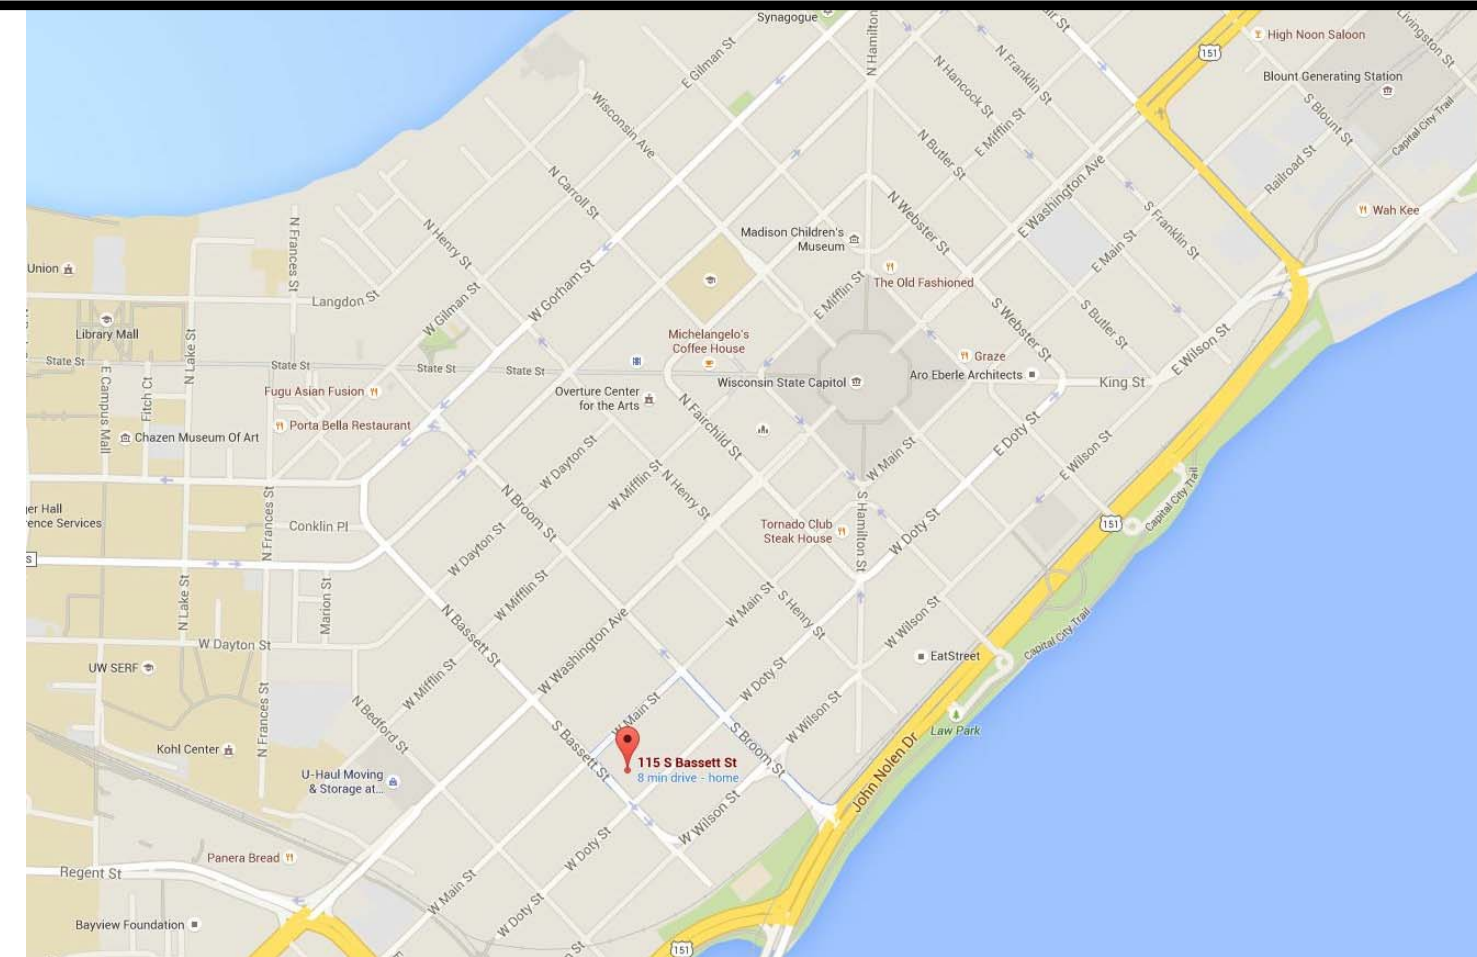 Synagogue
N Hamilton
E Gilman St
N Hancock St
N Franklin St
151
High Noon Saloon
Livingston St
Blount Generating Station
S Blount St
Capital City Trail
Wisconsin Ave
E Mifflin St
N Butler St
Railroad St
N Carroll St
E Washington Ave
N Webster St
S Franklin St
Wah Kee
N Henry St
N Frances St
Madison Children's
Museum
E Main St
Union
W Gorham St
Langdon St
W Gilman St
E Mifflin St
The Old Fashioned
S Webster St
S Butler St
Library Mall
N Lake St
Michelangelo's
Coffee House
E Wilson St
State St
State St
State St
State St
Graze
E Campus Mall
Fitch Ct
Fugu Asian Fusion
Overture Center
for the Arts
Wisconsin State Capitol
Aro Eberle Architects
King St
Porta Bella Restaurant
N Fairchild St
Chazen Museum Of Art
W Dayton St
E Doty St
W Main St
E Wilson St
W Mifflin St
N Henry St
N Broom St
Capital City Trail
er Hall
ence Services
Conklin Pl
N Frances St
Tornado Club
Steak House
S Hamilton St
W Doty St
151
S
W Dayton St
W Mifflin St
N Lake St
Marion St
W Main St
S Henry St
W Wilson St
Capital City Trail
N Bassett St
W Washington Ave
W Dayton St
EatStreet
UW SERF
W Mifflin St
W Doty St
N Bedford St
N Frances St
W Main St
W Wilson St
Law Park
S Bassett St
S Broom St
Kohl Center
115 S Bassett St
8 min drive - home
U-Haul Moving
& Storage at...
John Nolen Dr
W Wilson St
W Doty St
Panera Bread
Regent St
W Main St
W Doty St
Bayview Foundation
St
151